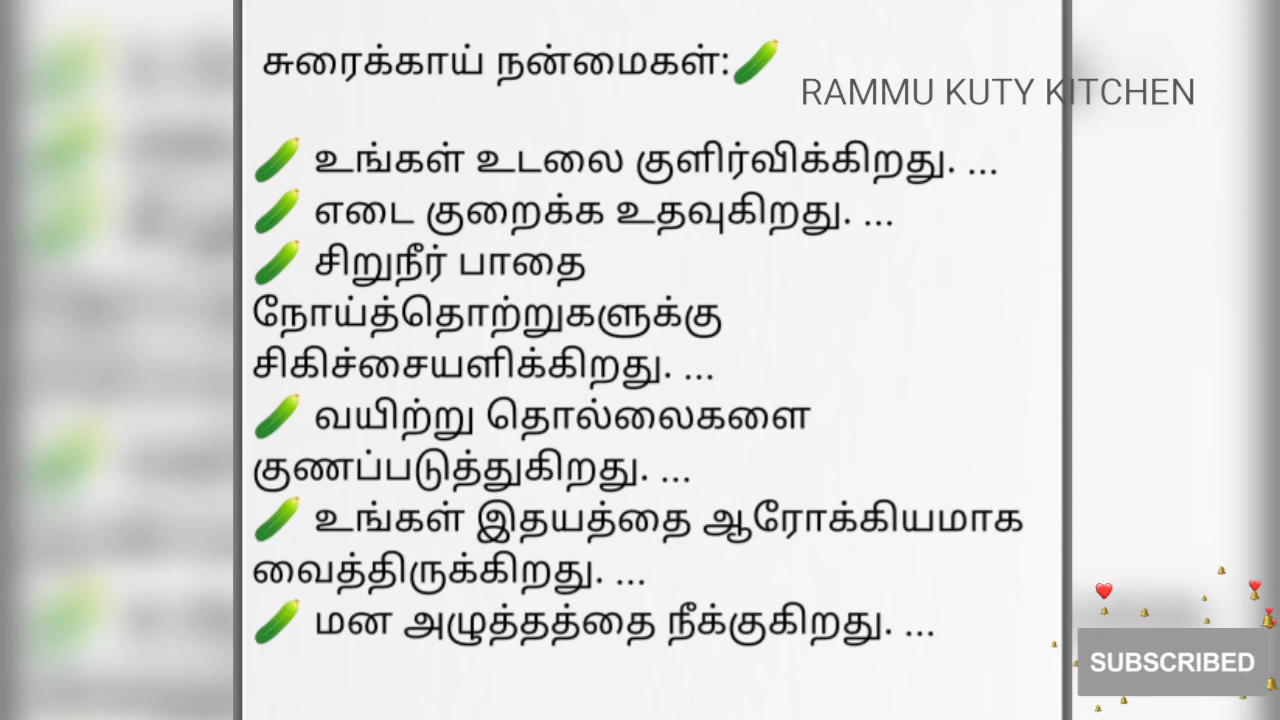 சுரைக்காய் நன்மைகள்:🥒
RAMMU KUTY KITCHEN
🥒 உங்கள் உடலை குளிர்விக்கிறது. ...
🥒 எடை குறைக்க உதவுகிறது. ...
🥒 சிறுநீர் பாதை
நோய்த்தொற்றுகளுக்கு
சிகிச்சையளிக்கிறது. ...
🥒 வயிற்று தொல்லைகளை
குணப்படுத்துகிறது. ...
🥒 உங்கள் இதயத்தை ஆரோக்கியமாக
வைத்திருக்கிறது. ...
🥒 மன அழுத்தத்தை நீக்குகிறது. ...
SUBSCRIBED